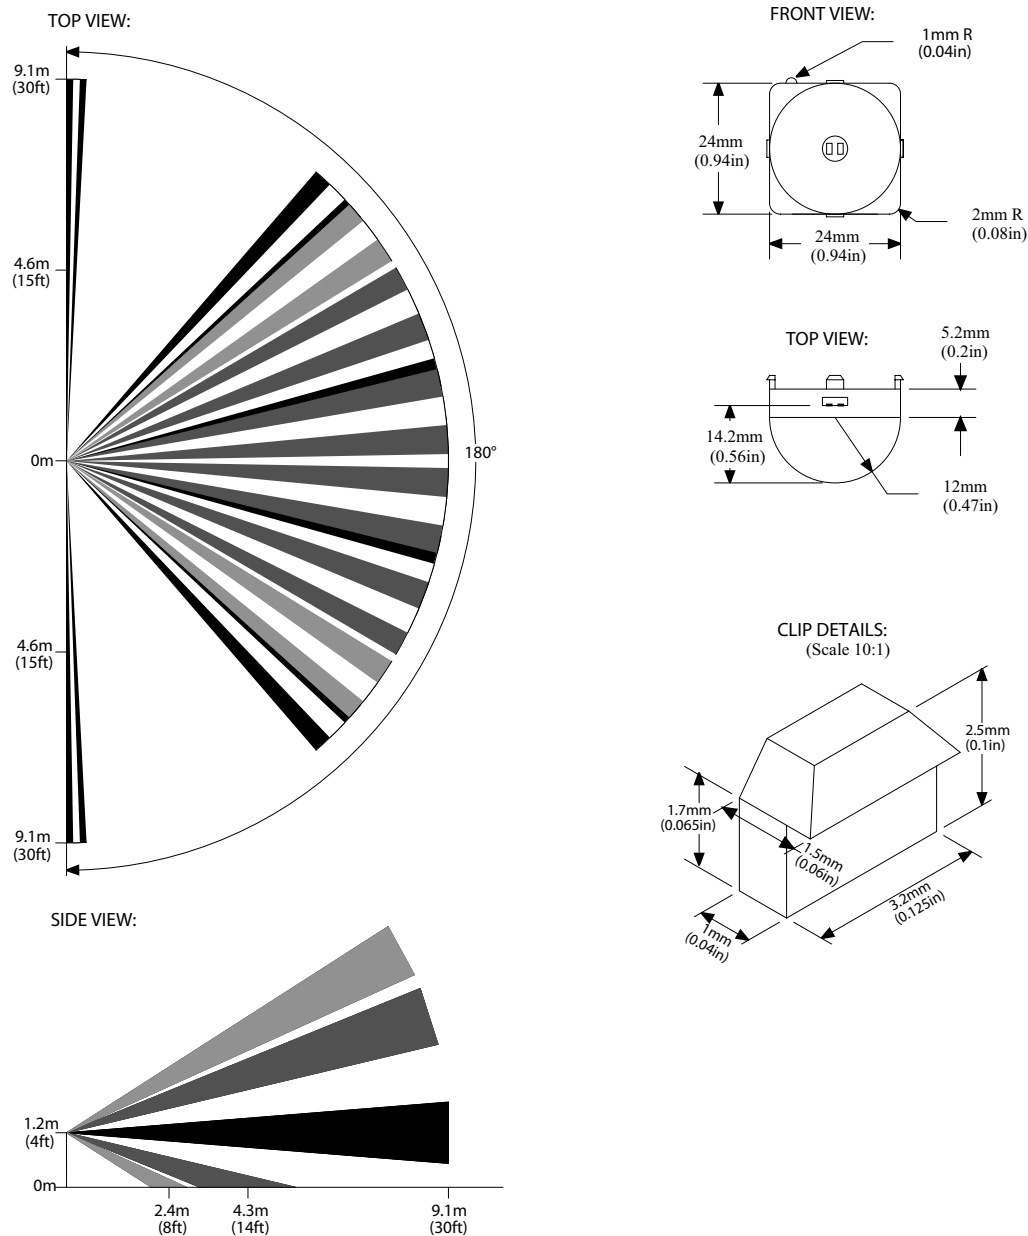 TOP VIEW:
9.1m
(30ft)
4.6m
(15ft)
0m
180°
4.6m
(15ft)
9.1m
(30ft)
SIDE VIEW:
1.2m
(4ft)
0m
2.4m
(8ft)
4.3m
(14ft)
9.1m
(30ft)
FRONT VIEW:
1mm R
(0.04in)
24mm
(0.94in)
2mm R
(0.08in)
24mm
(0.94in)
TOP VIEW:
5.2mm
(0.2in)
14.2mm
(0.56in)
12mm
(0.47in)
CLIP DETAILS:
(Scale 10:1)
2.5mm
(0.1in)
1.7mm
(0.065in)
1.5mm
(0.06in)
3.2mm
(0.125in)
1mm
(0.04in)